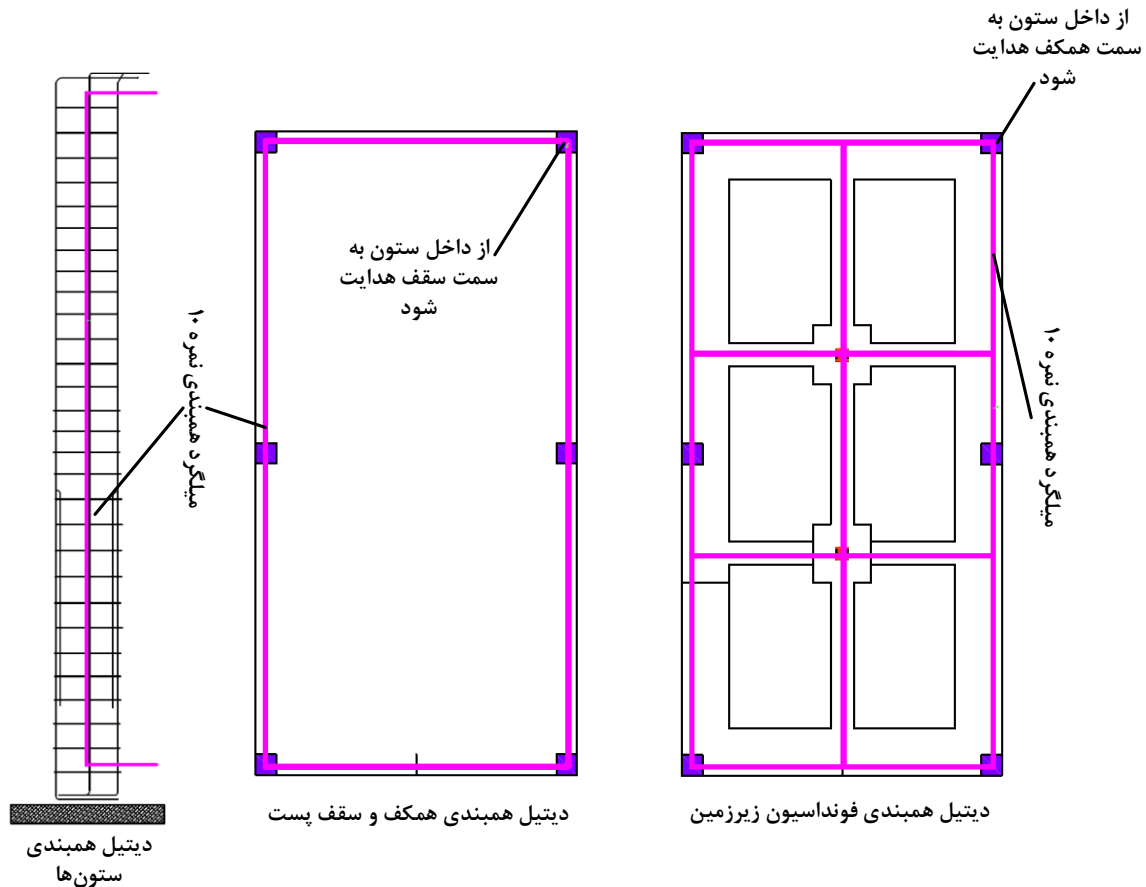 از داخل ستون به
سمت همکف هدایت
شود
از داخل ستون به
سمت سقف هدایت
شود
میلگرد همبندی نمره ۱۰
میلگرد همبندی نمره ۱۰
دیتیل همبندی فونداسیون زیرزمین
دیتیل همبندی همکف و سقف پست
دیتیل همبندی
ستون‌ها